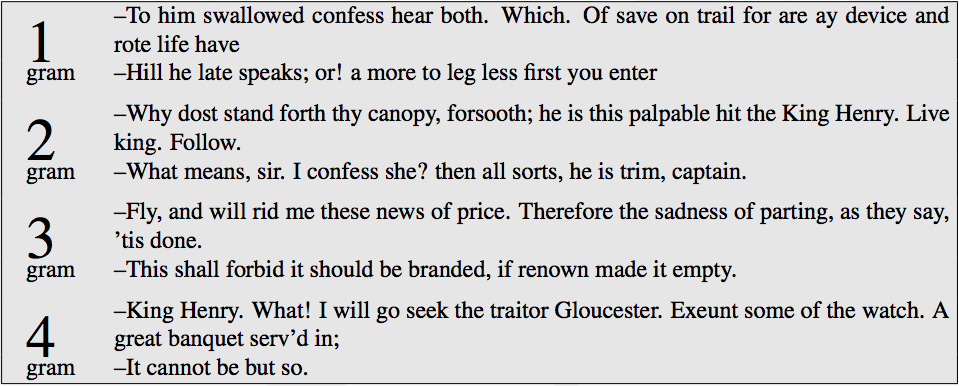 1
gram
–To him swallowed confess hear both. Which. Of save on trail for are ay device and
rote life have
–Hill he late speaks; or! a more to leg less first you enter
2
gram
–Why dost stand forth thy canopy, forsooth; he is this palpable hit the King Henry. Live
king. Follow.
–What means, sir. I confess she? then all sorts, he is trim, captain.
3
gram
–Fly, and will rid me these news of price. Therefore the sadness of parting, as they say,
’tis done.
–This shall forbid it should be branded, if renown made it empty.
4
gram
–King Henry. What! I will go seek the traitor Gloucester. Exeunt some of the watch. A
great banquet serv’d in;
–It cannot be but so.